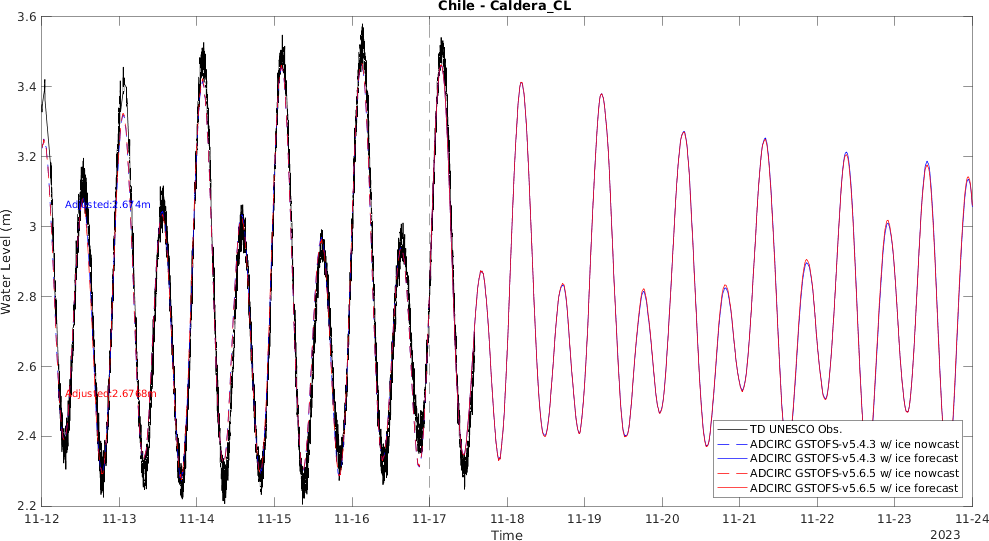 Chile - Caldera_CL
3.6
3.4
3.2
3
2.8
2.6
2.4
2.2
Water Level (m)
Adjusted:2.674m
Adjusted:2.6768m
TD UNESCO Obs.
ADCIRC GSTOFS-v5.4.3 w/ ice nowcast
ADCIRC GSTOFS-v5.4.3 w/ ice forecast
ADCIRC GSTOFS-v5.6.5 w/ ice nowcast
ADCIRC GSTOFS-v5.6.5 w/ ice forecast
11-12 11-13 11-14 11-15 11-16 11-17 11-18 11-19 11-20 11-21 11-22 11-23 11-24
Time
2023